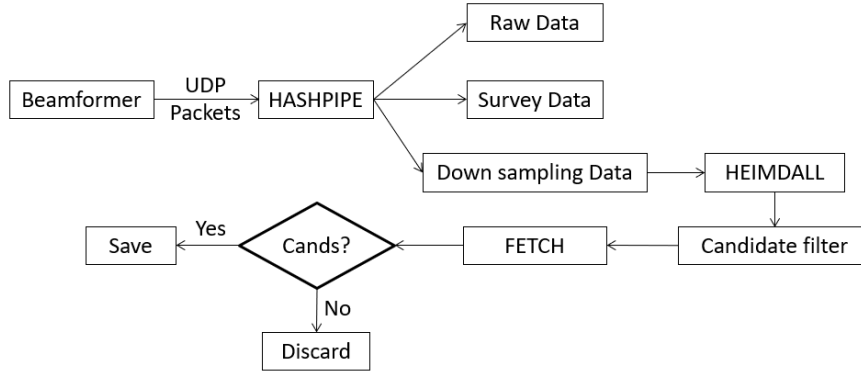 Raw Data
Beamformer
UDP
Packets
HASHPIPE
Survey Data
Down sampling Data
HEIMDALL
Candidate filter
FETCH
Cands?
Yes
Save
No
Discard